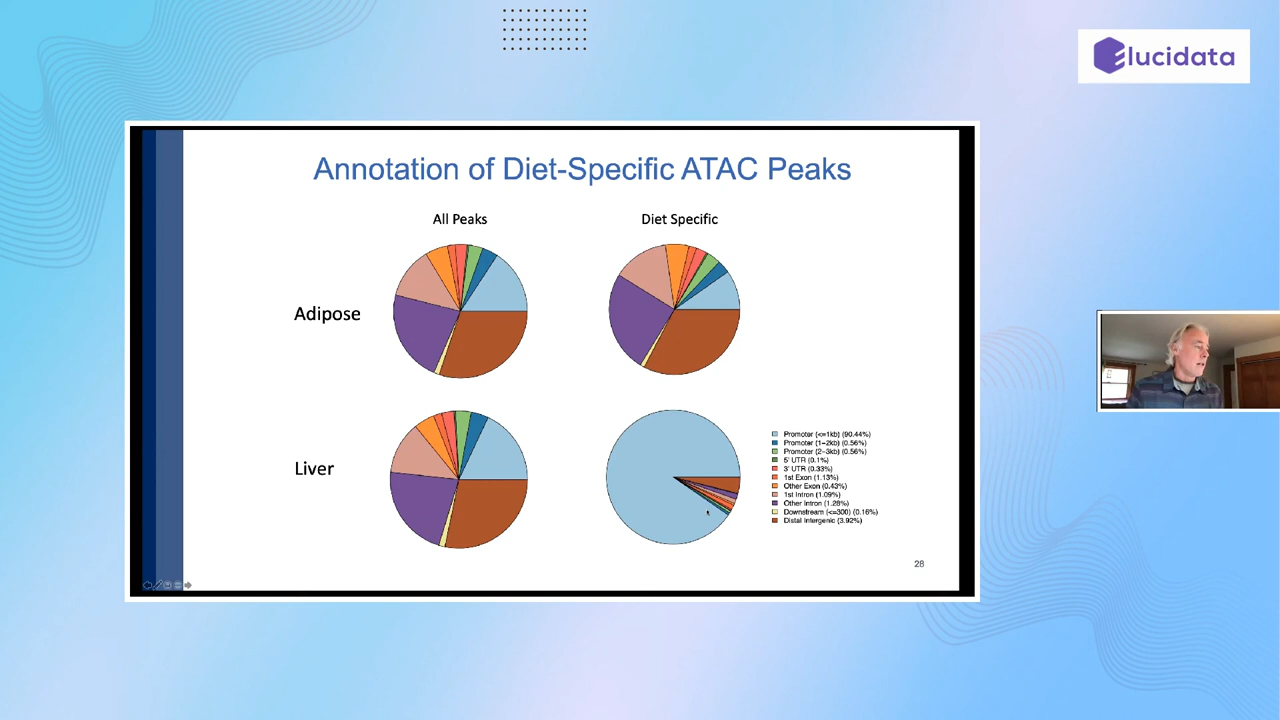 Elucidata
Annotation of Diet-Specific ATAC Peaks
All Peaks
Diet Specific
Adipose
Liver
Promoter (<=1kb) (90.44%)
Promoter (1-2kb) (0.56%)
Promoter (2-3kb) (0.56%)
5' UTR (0.1%)
3' UTR (0.33%)
1st Exon (1.13%)
Other Exon (0.43%)
1st Intron (1.09%)
Other Intron (1.28%)
Downstream (<=300) (0.16%)
Distal Intergenic (3.92%)
28